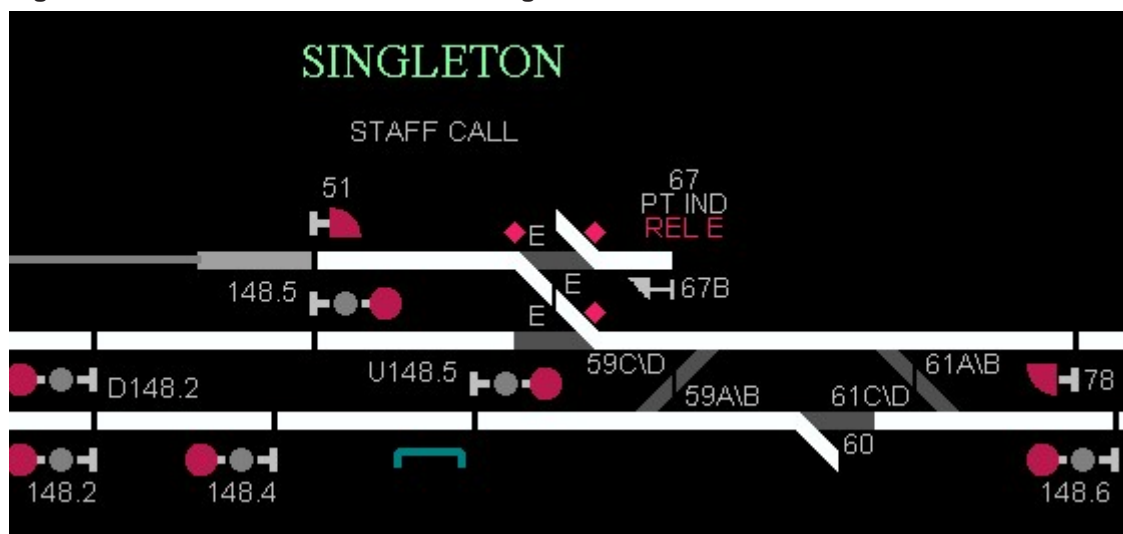 SINGLETON
STAFF CALL
51
67
PT IND
REL E
E
E
67B
148.5
E
U148.5
59C\D
61A\B
78
D148.2
59A\B
61C\D
60
148.2
148.4
148.6